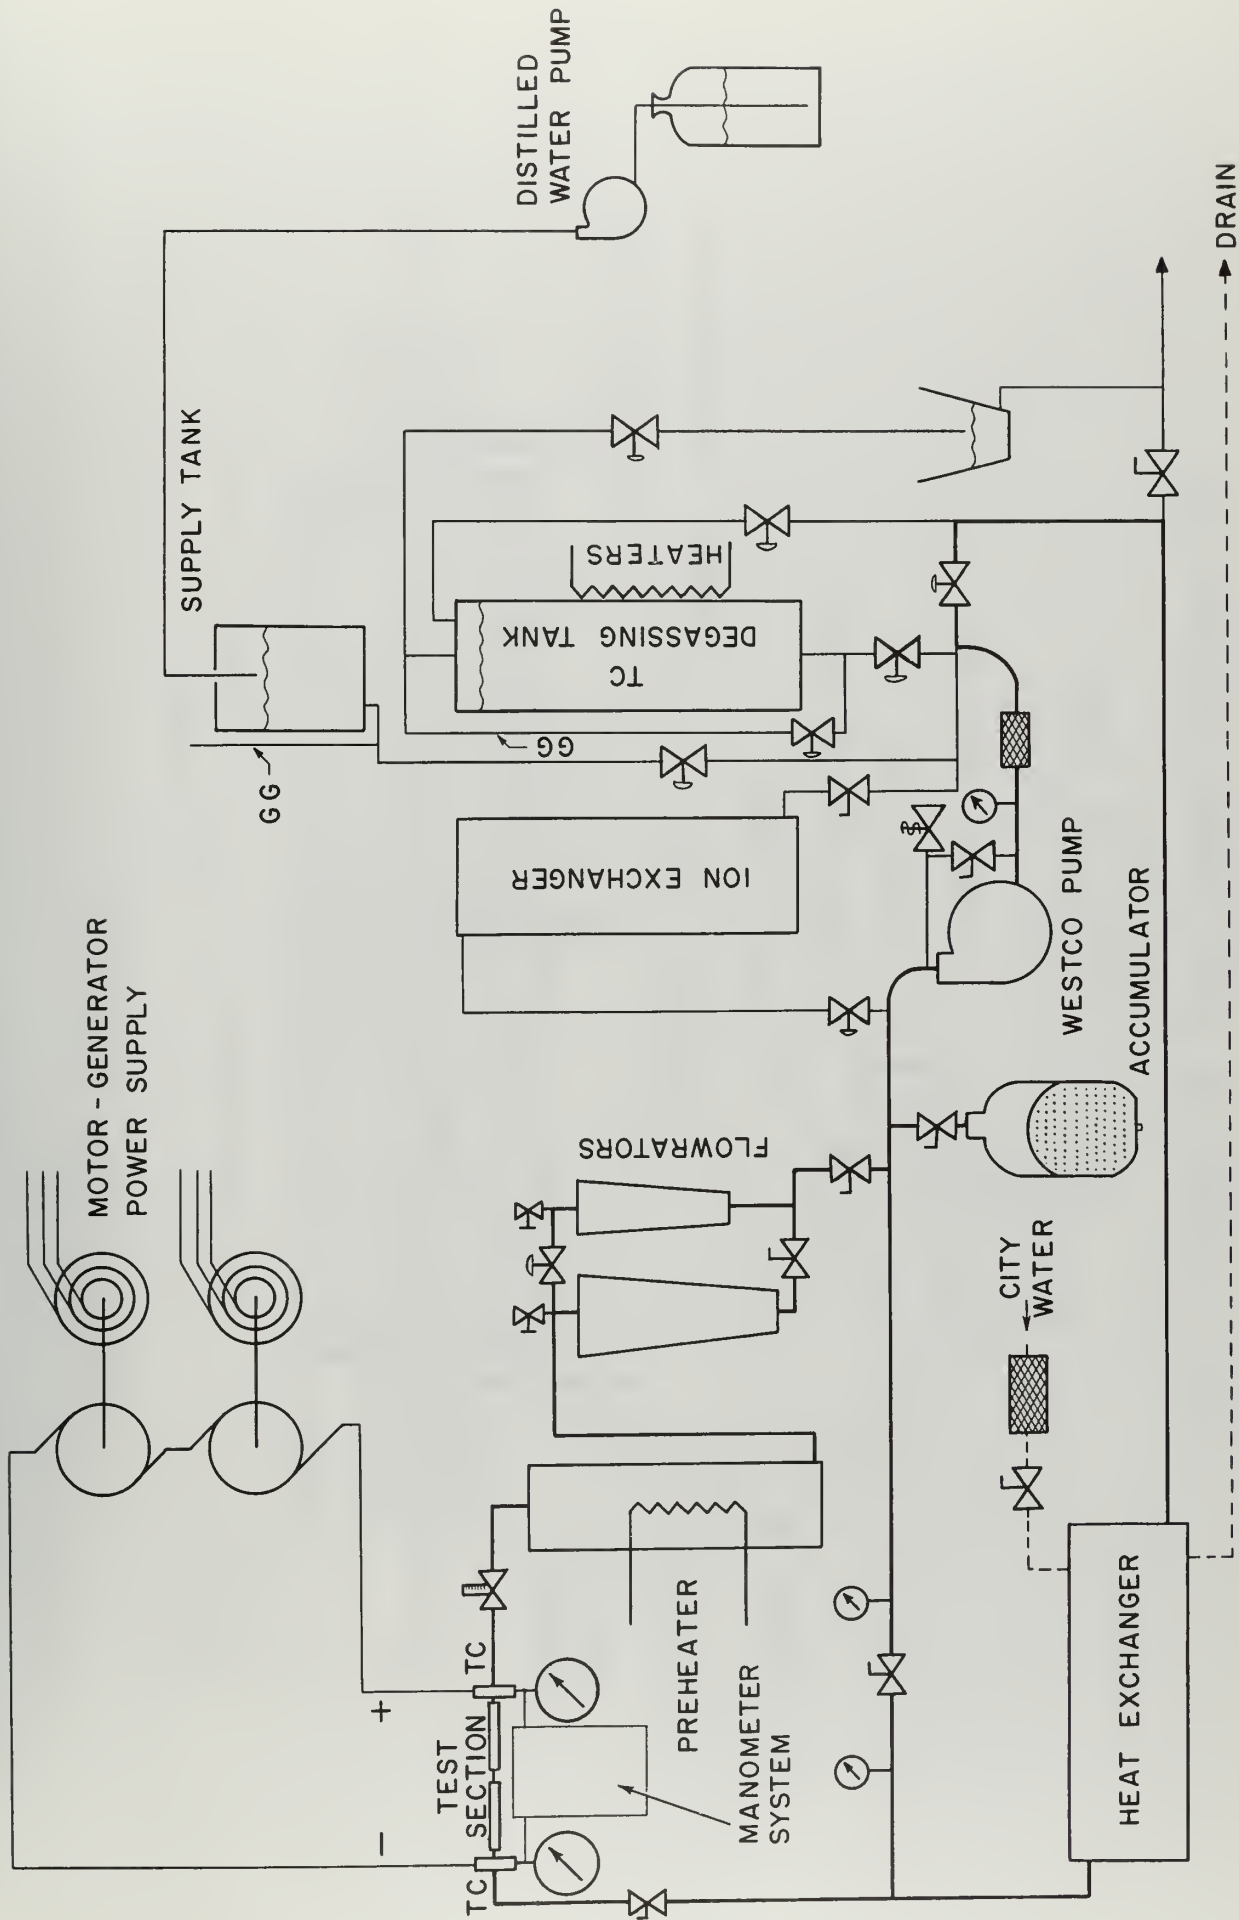 MOTOR - GENERATOR
POWER SUPPLY
SUPPLY TANK
DISTILLED
WATER PUMP
GG
GG
TC
DEGASSING TANK
HEATERS
ION EXCHANGER
FLOWRATORS
TEST
SECTION
TC
TC
+
−
PREHEATER
MANOMETER
SYSTEM
CITY
WATER
WESTCO PUMP
ACCUMULATOR
HEAT EXCHANGER
DRAIN